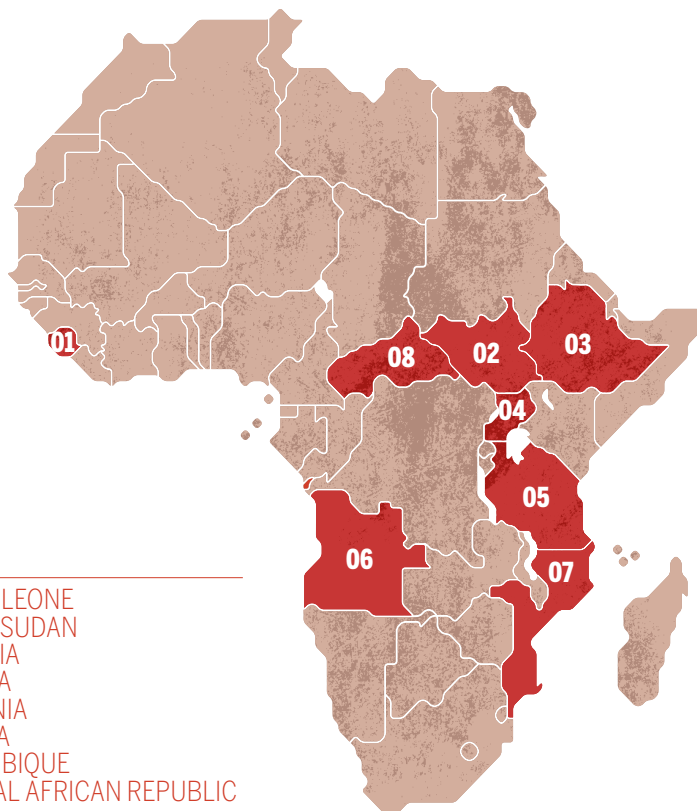 01
02
03
08
04
05
06
07
LEONE
SUDAN
IA
A
NIA
A
BIQUE
AL AFRICAN REPUBLIC